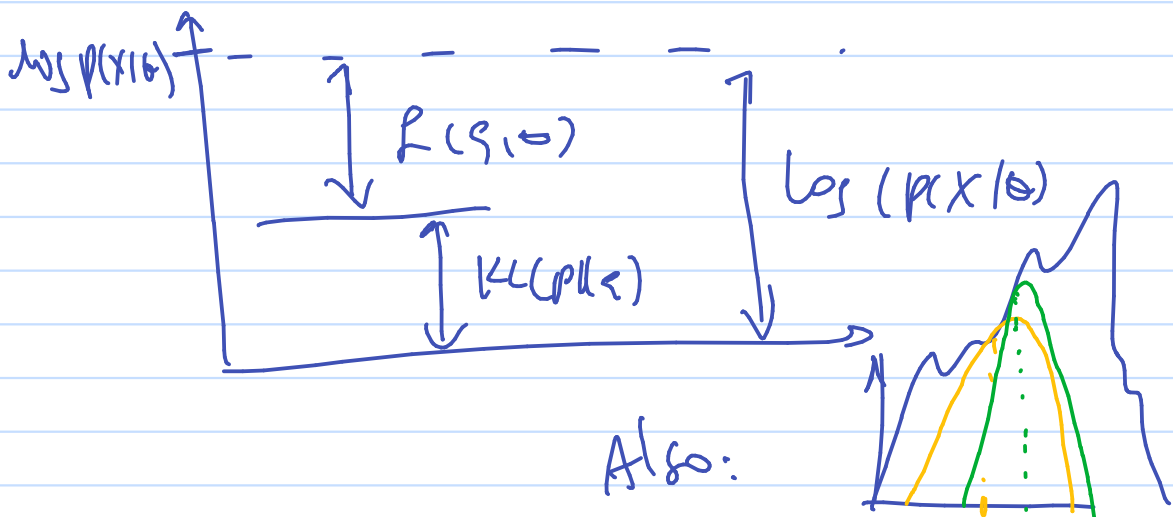 log p(x|θ)
L(q,θ)
log(p(x|θ)
KL(p||q)
Algo: